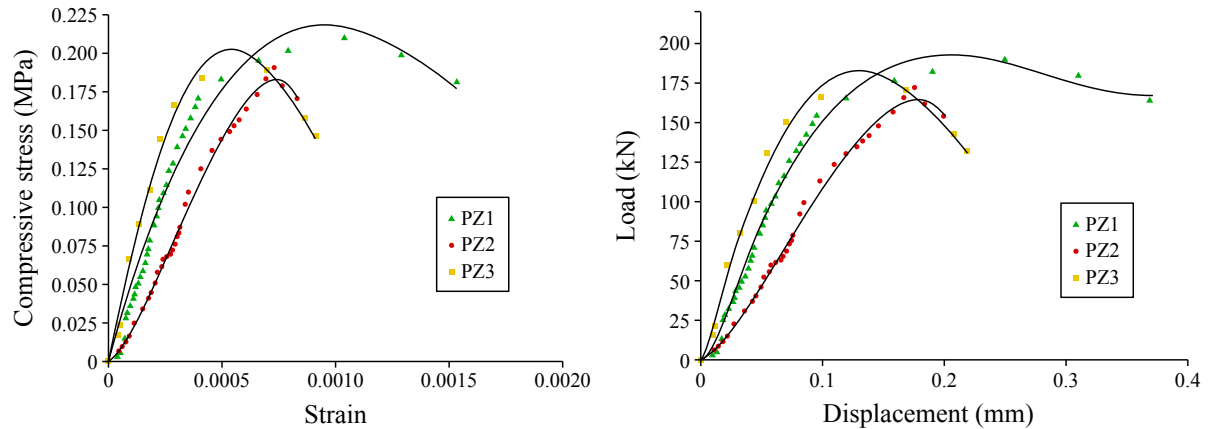 Compressive stress (MPa)
0.225
0.200
0.175
0.150
0.125
0.100
0.075
0.050
0.025
0
0
0.0005
0.0010
0.0015
0.0020
Strain
PZ1
PZ2
PZ3
Load (kN)
200
175
150
125
100
75
50
25
0
0
0.1
0.2
0.3
0.4
Displacement (mm)
PZ1
PZ2
PZ3